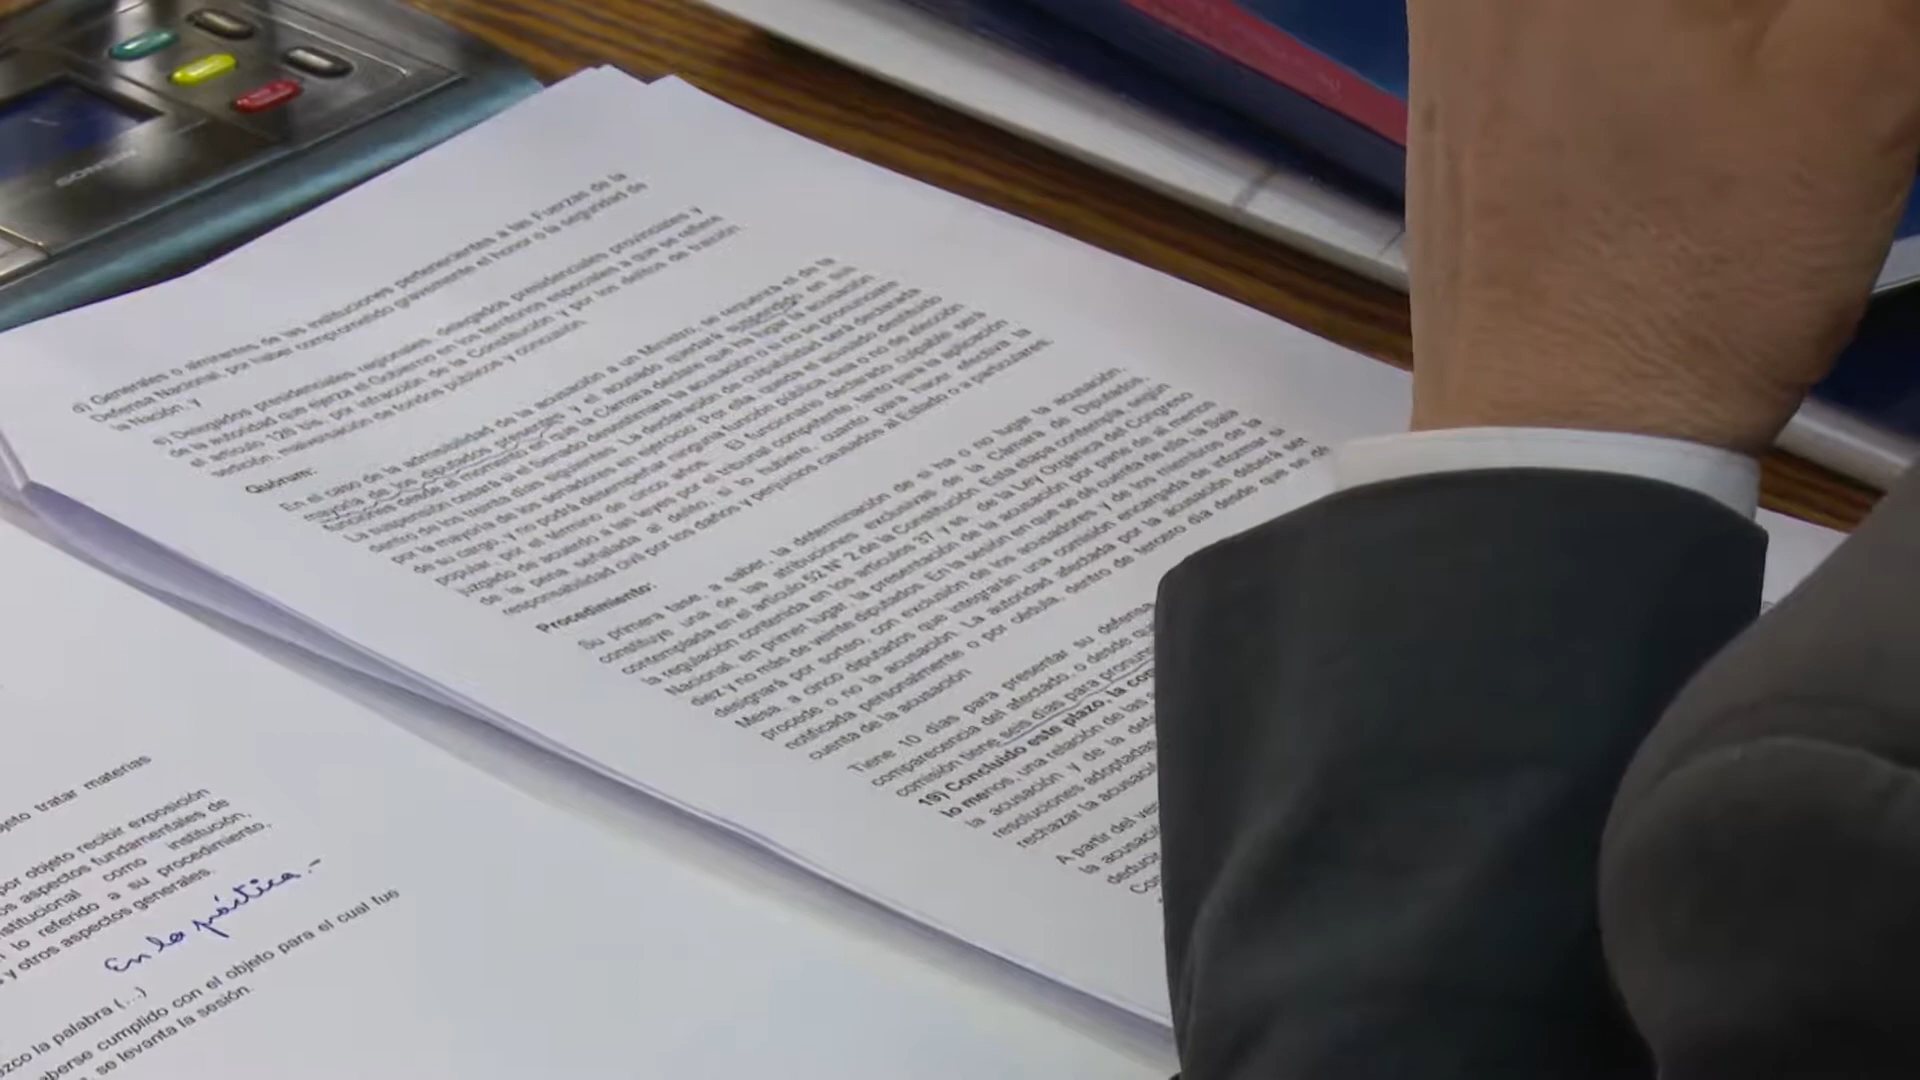 SONY
d) Generales o almirantes de las instituciones pertenecientes a las Fuerzas de la
Defensa Nacional, por haber comprometido gravemente el honor o la seguridad de
la Nación, y
e) Delegados presidenciales regionales, delegados presidenciales provinciales y
de la autoridad que ejerza el Gobierno en los territorios especiales a que se refiere
el artículo 126 bis, por infracción de la Constitución y por los delitos de traición,
sedición, malversación de fondos públicos y concusión.
Quórum:
En el caso de la admisibilidad de la acusación a un Ministro, se requerirá el de la
mayoría de los diputados presentes y el acusado quedará suspendido en sus
funciones desde el momento en que la Cámara declare que ha lugar la acusación.
La suspensión cesará si el Senado desestimare la acusación o si no se pronunciare
dentro de los treinta días siguientes. La declaración de culpabilidad será declarada
por la mayoría de los senadores en ejercicio. Por ella queda el acusado destituido
de su cargo, y no podrá desempeñar ninguna función pública, sea o no de elección
popular, por el término de cinco años. El funcionario declarado culpable será
juzgado de acuerdo a las leyes por el tribunal competente, tanto para la aplicación
de la pena señalada al delito, si lo hubiere, cuanto para hacer efectiva la
responsabilidad civil por los daños y perjuicios causados al Estado o a particulares.
Procedimiento:
Su primera fase, a saber, la determinación de si ha o no lugar la acusación,
constituye una de las atribuciones exclusivas de la Cámara de Diputados,
contemplada en el artículo 52 N° 2 de la Constitución. Esta etapa contempla, según
la regulación contenida en los artículos 37 y ss. de la Ley Orgánica del Congreso
Nacional, en primer lugar, la presentación de la acusación por parte de al menos
diez y no más de veinte diputados. En la sesión en que se dé cuenta de ella, la Sala
designará por sorteo, con exclusión de los acusadores y de los miembros de la
Mesa, a cinco diputados que integrarán una comisión encargada de informar si
procede o no la acusación. La autoridad afectada por la acusación deberá ser
notificada personalmente o por cédula, dentro de tercero día desde que se dé
cuenta de la acusación
Tiene 10 días para presentar su defensa
comparecencia del afectado, o desde
comisión tiene seis días para
19) Concluido este plazo, la
lo menos, una relación de las
la acusación y de la
resoluciones
rechazar la
A partir del
la
tratar materias
por objeto recibir exposición
aspectos fundamentales de
como institución,
lo referido a su procedimiento,
y otros aspectos generales.
En la práctica.-
la palabra (...)
cumplido con el objeto para el cual fue
se levanta la sesión.